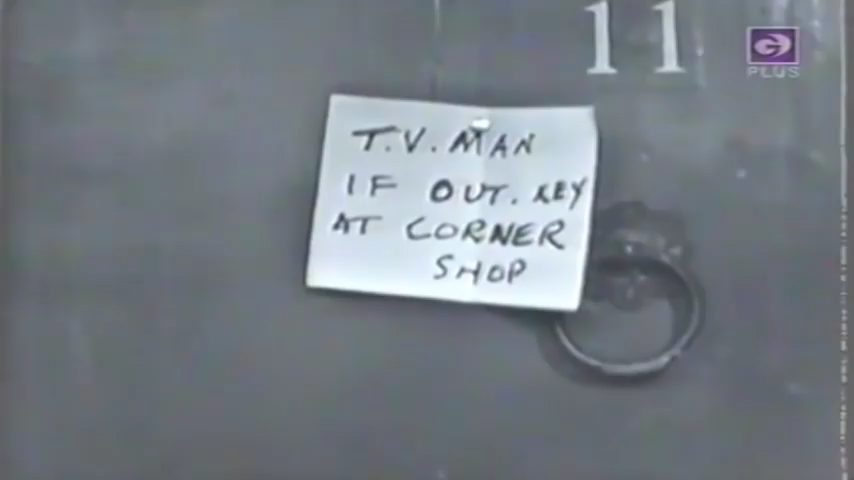 11
G
PLUS
T.V. MAN
IF OUT. KEY
AT CORNER
SHOP